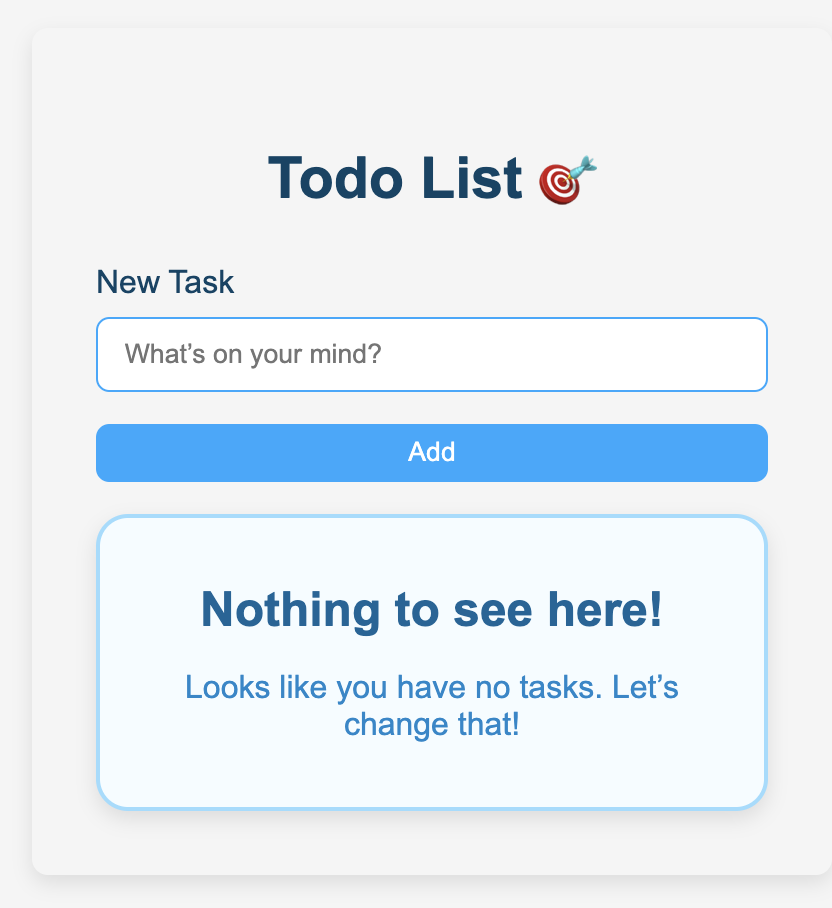 Todo List 🎯
New Task
What’s on your mind?
Add
Nothing to see here!
Looks like you have no tasks. Let’s
change that!